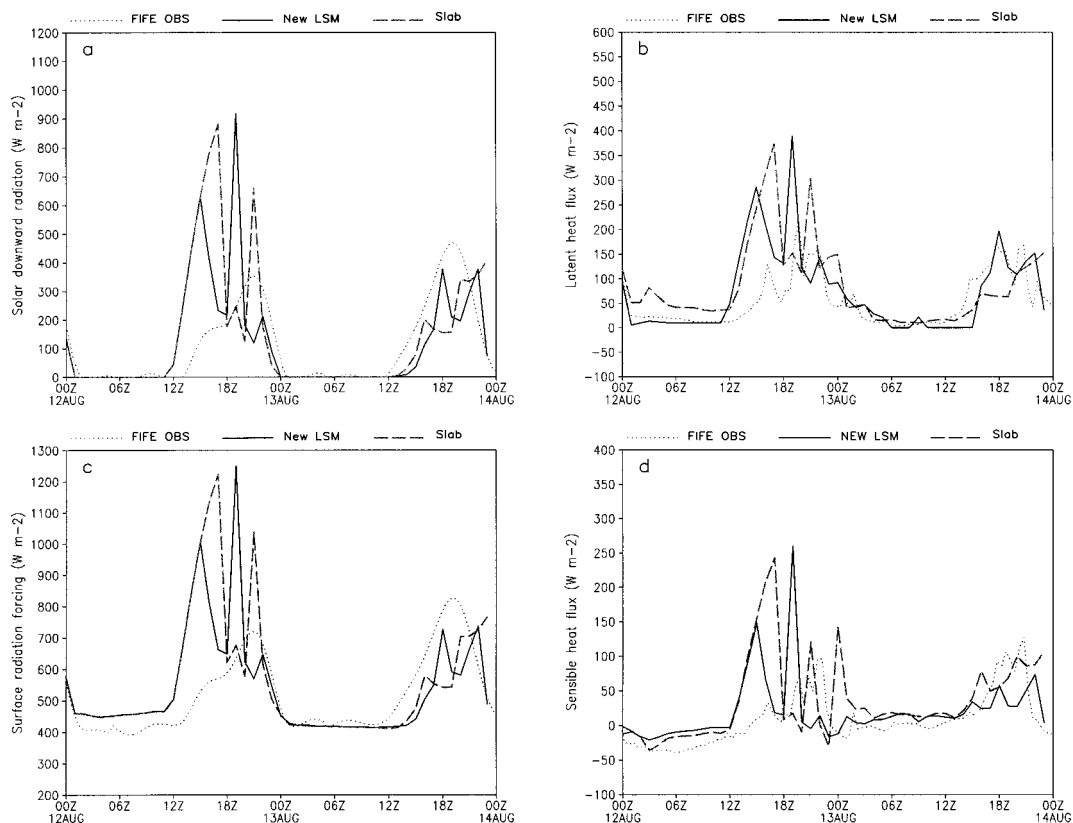 FIFE OBS New LSM Slab
a
Solar downward radiaton (W m-2)
1200
1100
1000
900
800
700
600
500
400
300
200
100
0
00Z 06Z 12Z 18Z 00Z 06Z 12Z 18Z 00Z
12AUG 13AUG 14AUG
FIFE OBS New LSM Slab
b
Latent heat flux (W m-2)
600
550
500
450
400
350
300
250
200
150
100
50
0
-50
-100
00Z 06Z 12Z 18Z 00Z 06Z 12Z 18Z 00Z
12AUG 13AUG 14AUG
FIFE OBS New LSM Slab
c
Surface radiation forcing (W m-2)
1300
1200
1100
1000
900
800
700
600
500
400
300
200
00Z 06Z 12Z 18Z 00Z 06Z 12Z 18Z 00Z
12AUG 13AUG 14AUG
FIFE OBS NEW LSM Slab
d
Sensible heat flux (W m-2)
400
350
300
250
200
150
100
50
0
-50
-100
00Z 06Z 12Z 18Z 00Z 06Z 12Z 18Z 00Z
12AUG 13AUG 14AUG